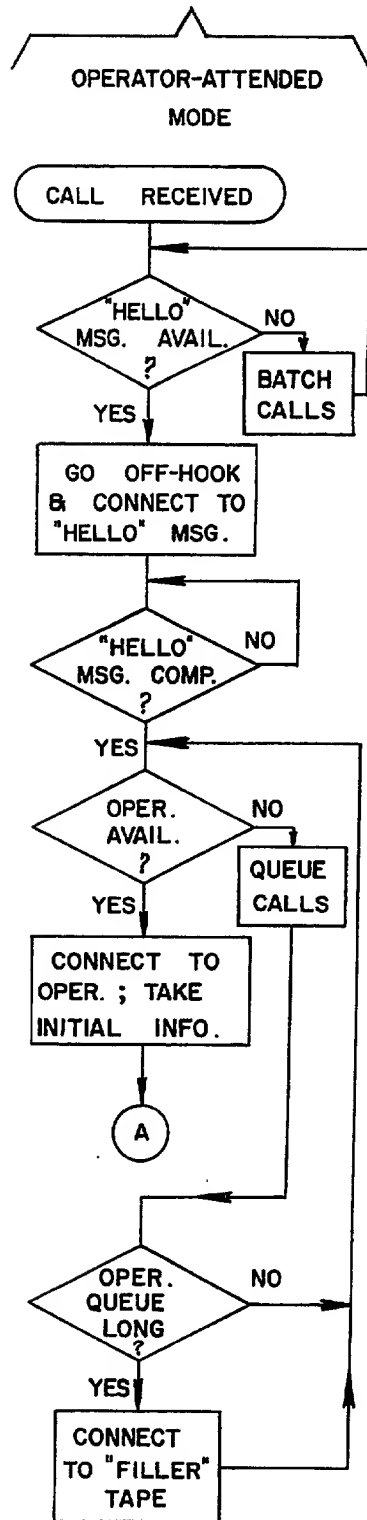 OPERATOR-ATTENDED
MODE
CALL RECEIVED
"HELLO"
MSG. AVAIL.
?
NO
BATCH
CALLS
YES
GO OFF-HOOK
& CONNECT TO
"HELLO" MSG.
"HELLO"
MSG. COMP.
?
NO
YES
OPER.
AVAIL.
?
NO
QUEUE
CALLS
YES
CONNECT TO
OPER. ; TAKE
INITIAL INFO.
A
OPER.
QUEUE
LONG
?
NO
YES
CONNECT
TO "FILLER"
TAPE